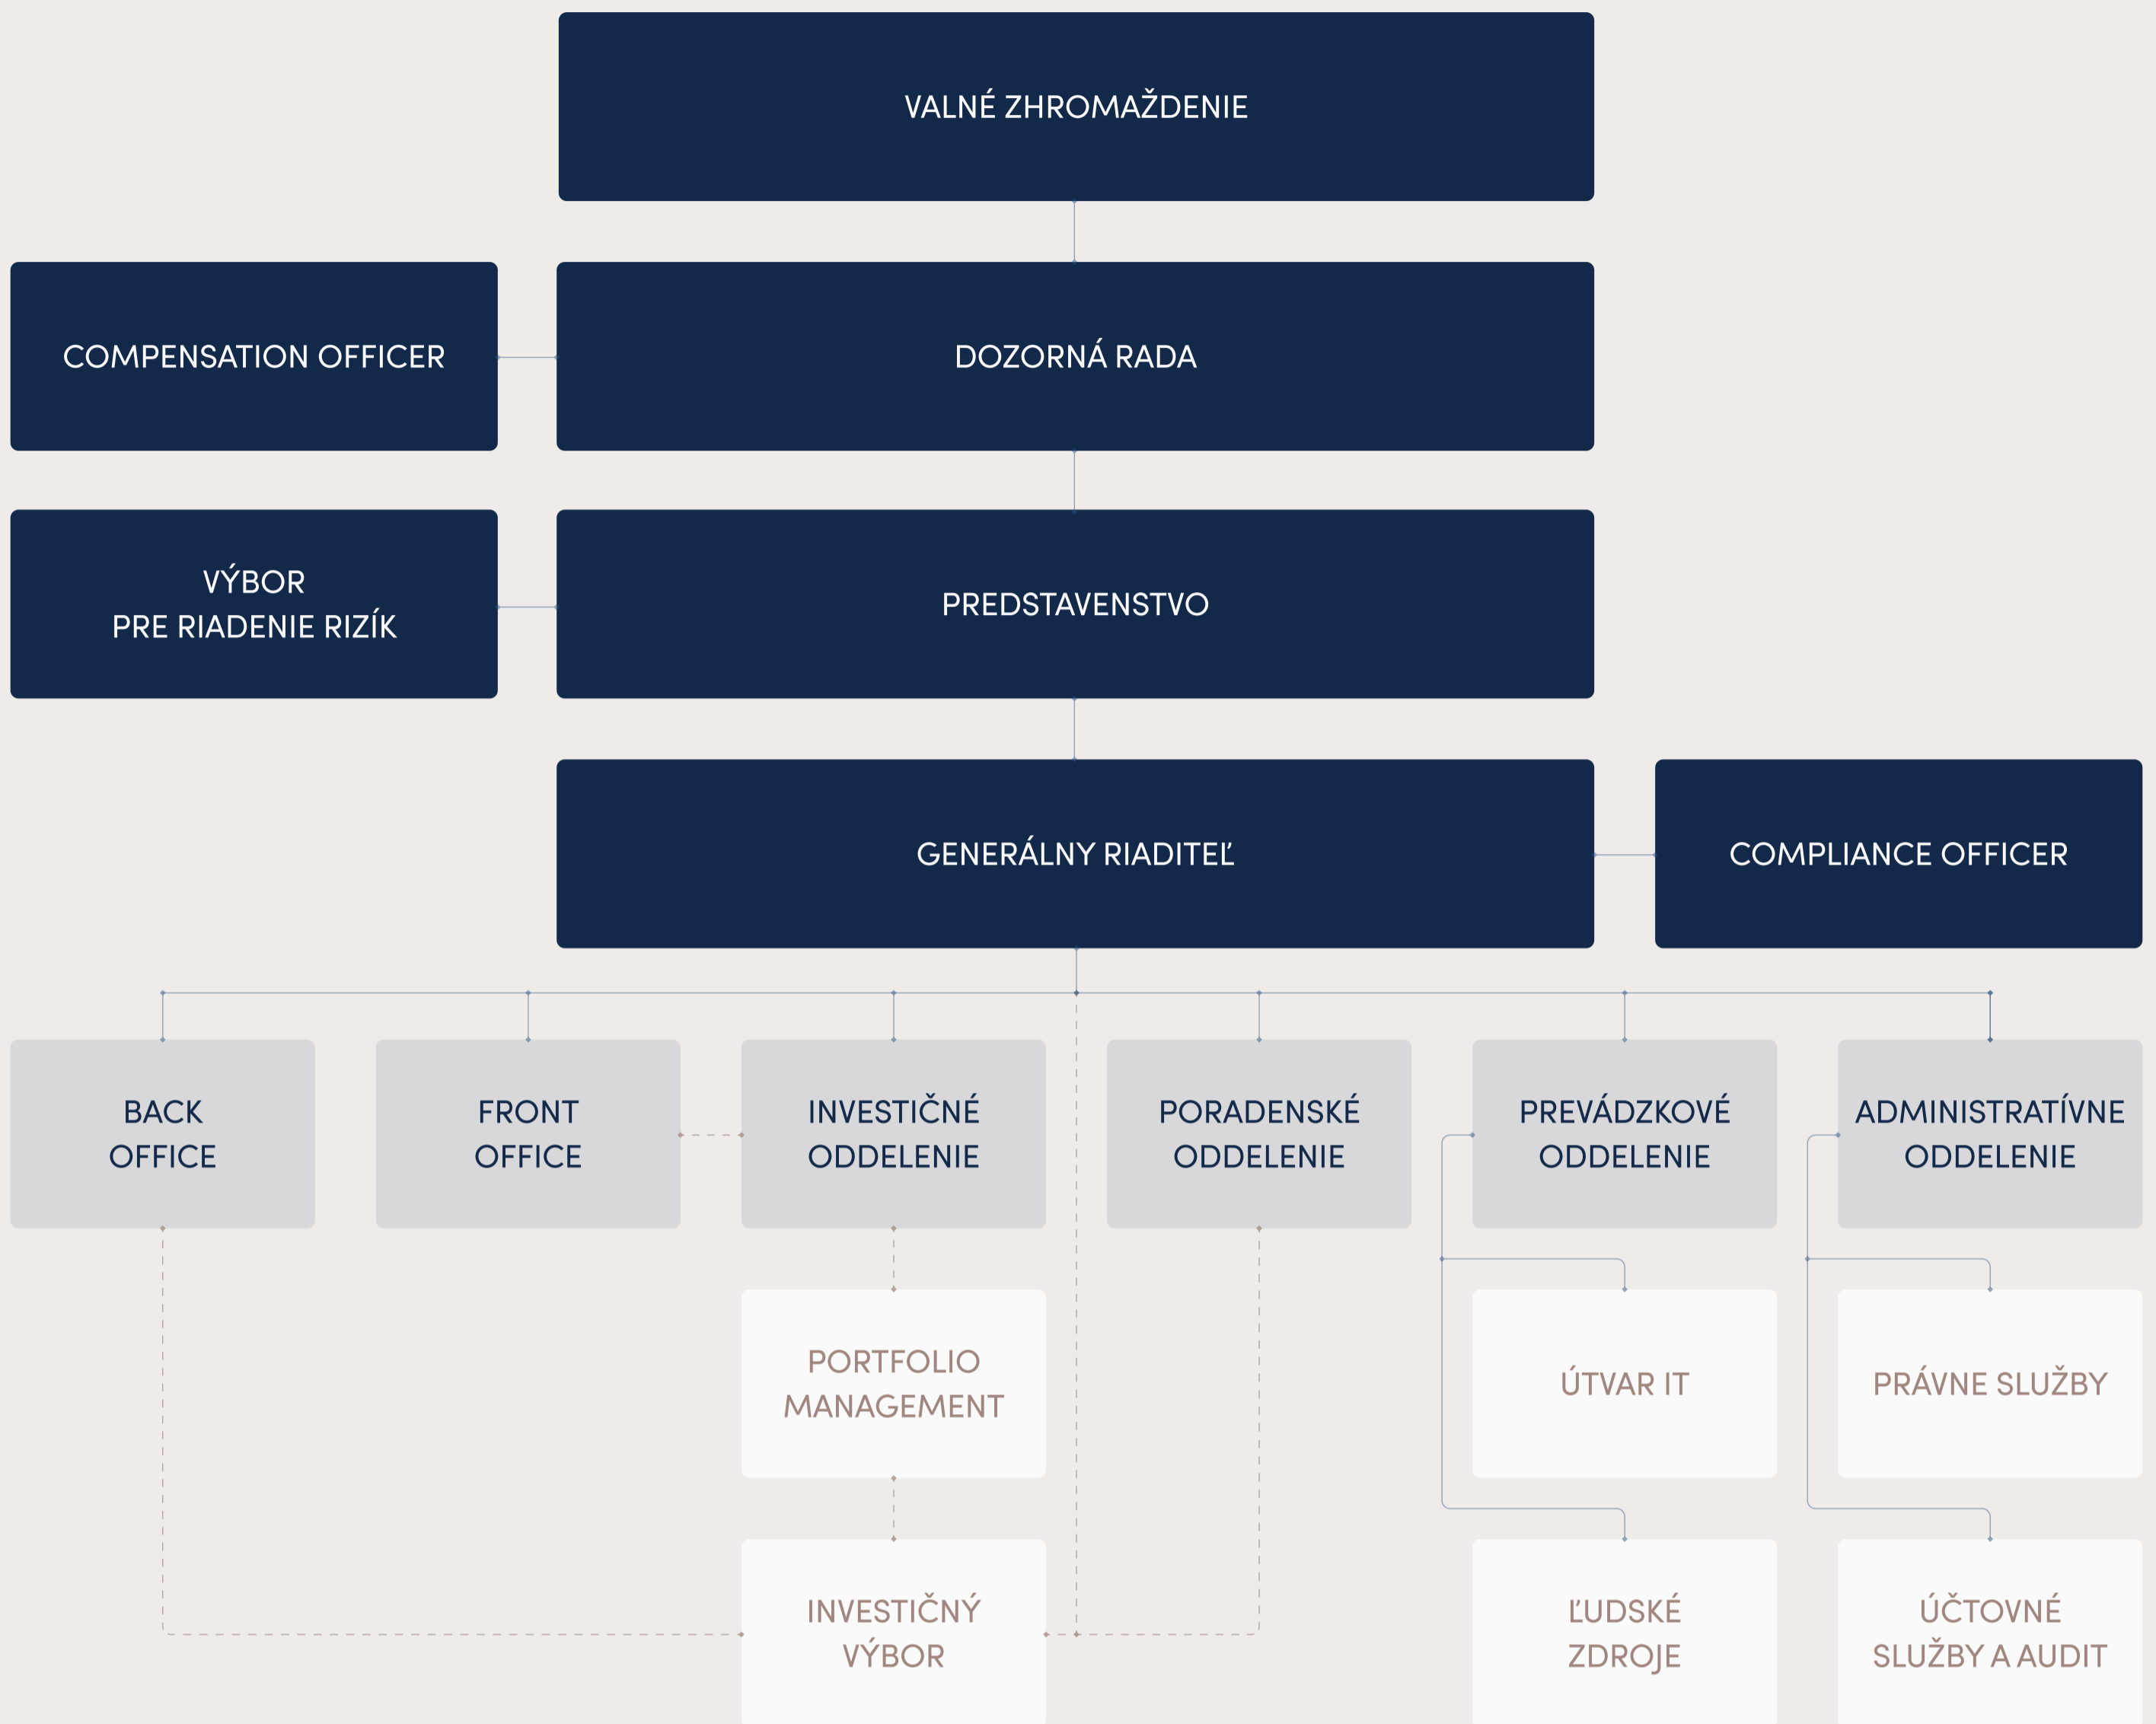 VALNÉ ZHROMAŽDENIE
COMPENSATION OFFICER
DOZORNÁ RADA
VÝBOR
PRE RIADENIE RIZÍK
PREDSTAVENSTVO
GENERÁLNY RIADITEĽ
COMPLIANCE OFFICER
BACK
OFFICE
FRONT
OFFICE
INVESTIČNÉ
ODDELENIE
PORADENSKÉ
ODDELENIE
PREVÁDZKOVÉ
ODDELENIE
ADMINISTRATÍVNE
ODDELENIE
PORTFOLIO
MANAGEMENT
ÚTVAR IT
PRÁVNE SLUŽBY
INVESTIČNÝ
VÝBOR
ĽUDSKÉ
ZDROJE
ÚČTOVNÉ
SLUŽBY A AUDIT